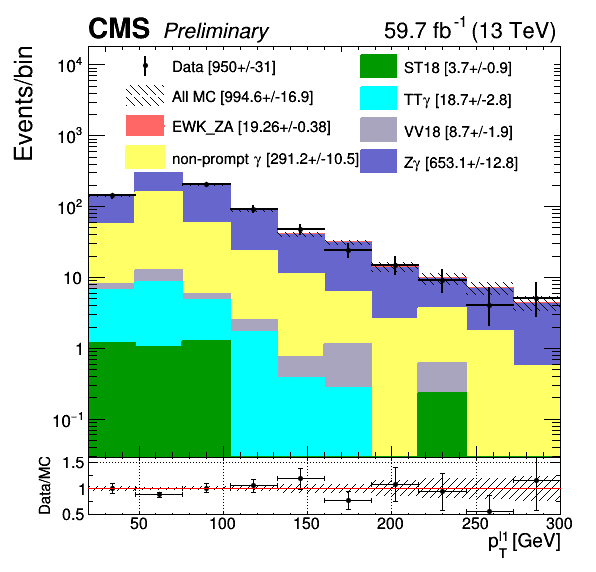 CMS Preliminary 59.7 fb⁻¹ (13 TeV)
Events/bin
10⁴
10³
10²
10
1
10⁻¹
Data [950+/-31]
All MC [994.6+/-16.9]
EWK_ZA [19.26+/-0.38]
non-prompt γ [291.2+/-10.5]
ST18 [3.7+/-0.9]
TTγ [18.7+/-2.8]
VV18 [8.7+/-1.9]
Zγ [653.1+/-12.8]
Data/MC
1.5
1
0.5
50 100 150 200 250 300
p_T^l1 [GeV]